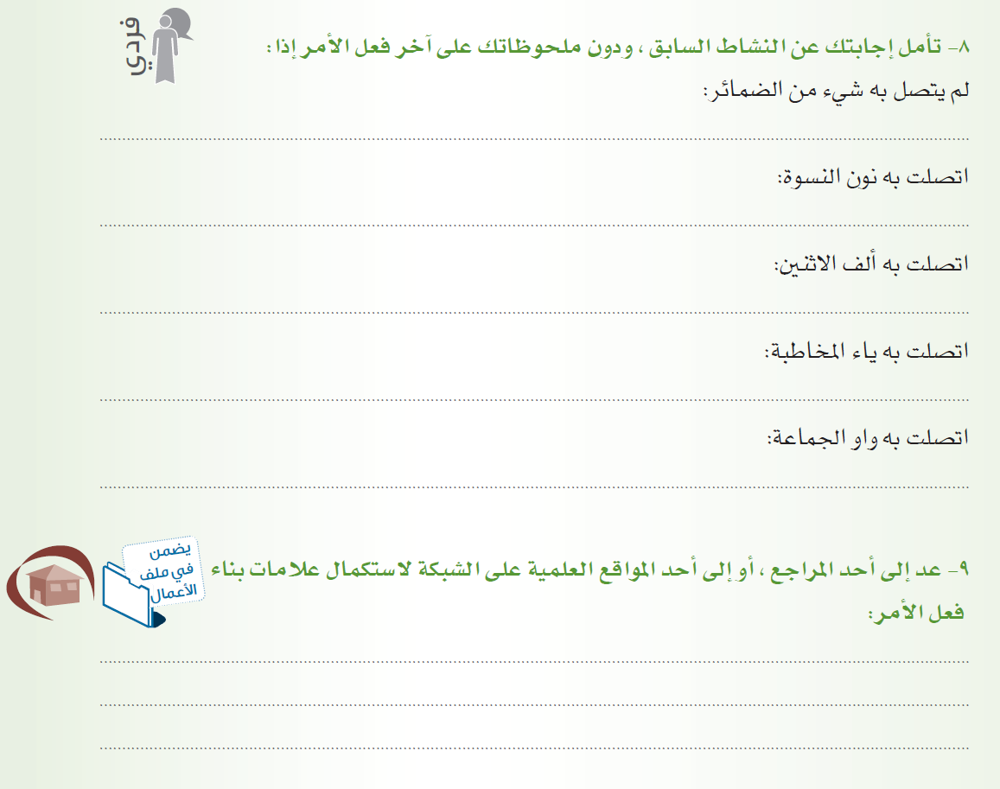 فردي
٨- تأمل إجابتك عن النشاط السابق ، ودون ملحوظاتك على آخر فعل الأمر إذا :
لم يتصل به شيء من الضمائر:
اتصلت به نون النسوة:
اتصلت به ألف الاثنين:
اتصلت به ياء المخاطبة:
اتصلت به واو الجماعة:
يضمن
في ملف
الأعمال
٩- عد إلى أحد المراجع ، أو إلى أحد المواقع العلمية على الشبكة لاستكمال علامات بناء
فعل الأمر: